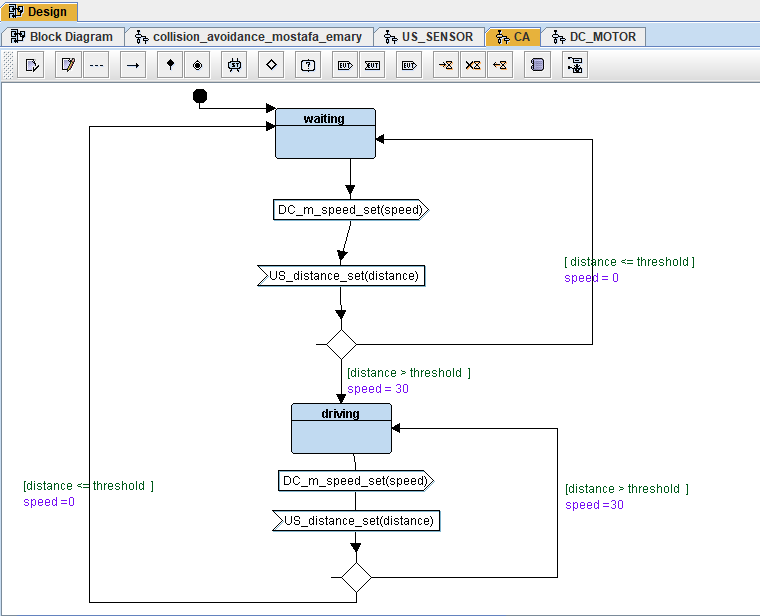 Design
Block Diagram
collision_avoidance_mostafa_emary
US_SENSOR
CA
DC_MOTOR
waiting
DC_m_speed_set(speed)
US_distance_set(distance)
[ distance <= threshold ]
speed = 0
[distance > threshold ]
speed = 30
driving
DC_m_speed_set(speed)
US_distance_set(distance)
[distance <= threshold ]
speed =0
[distance > threshold ]
speed =30